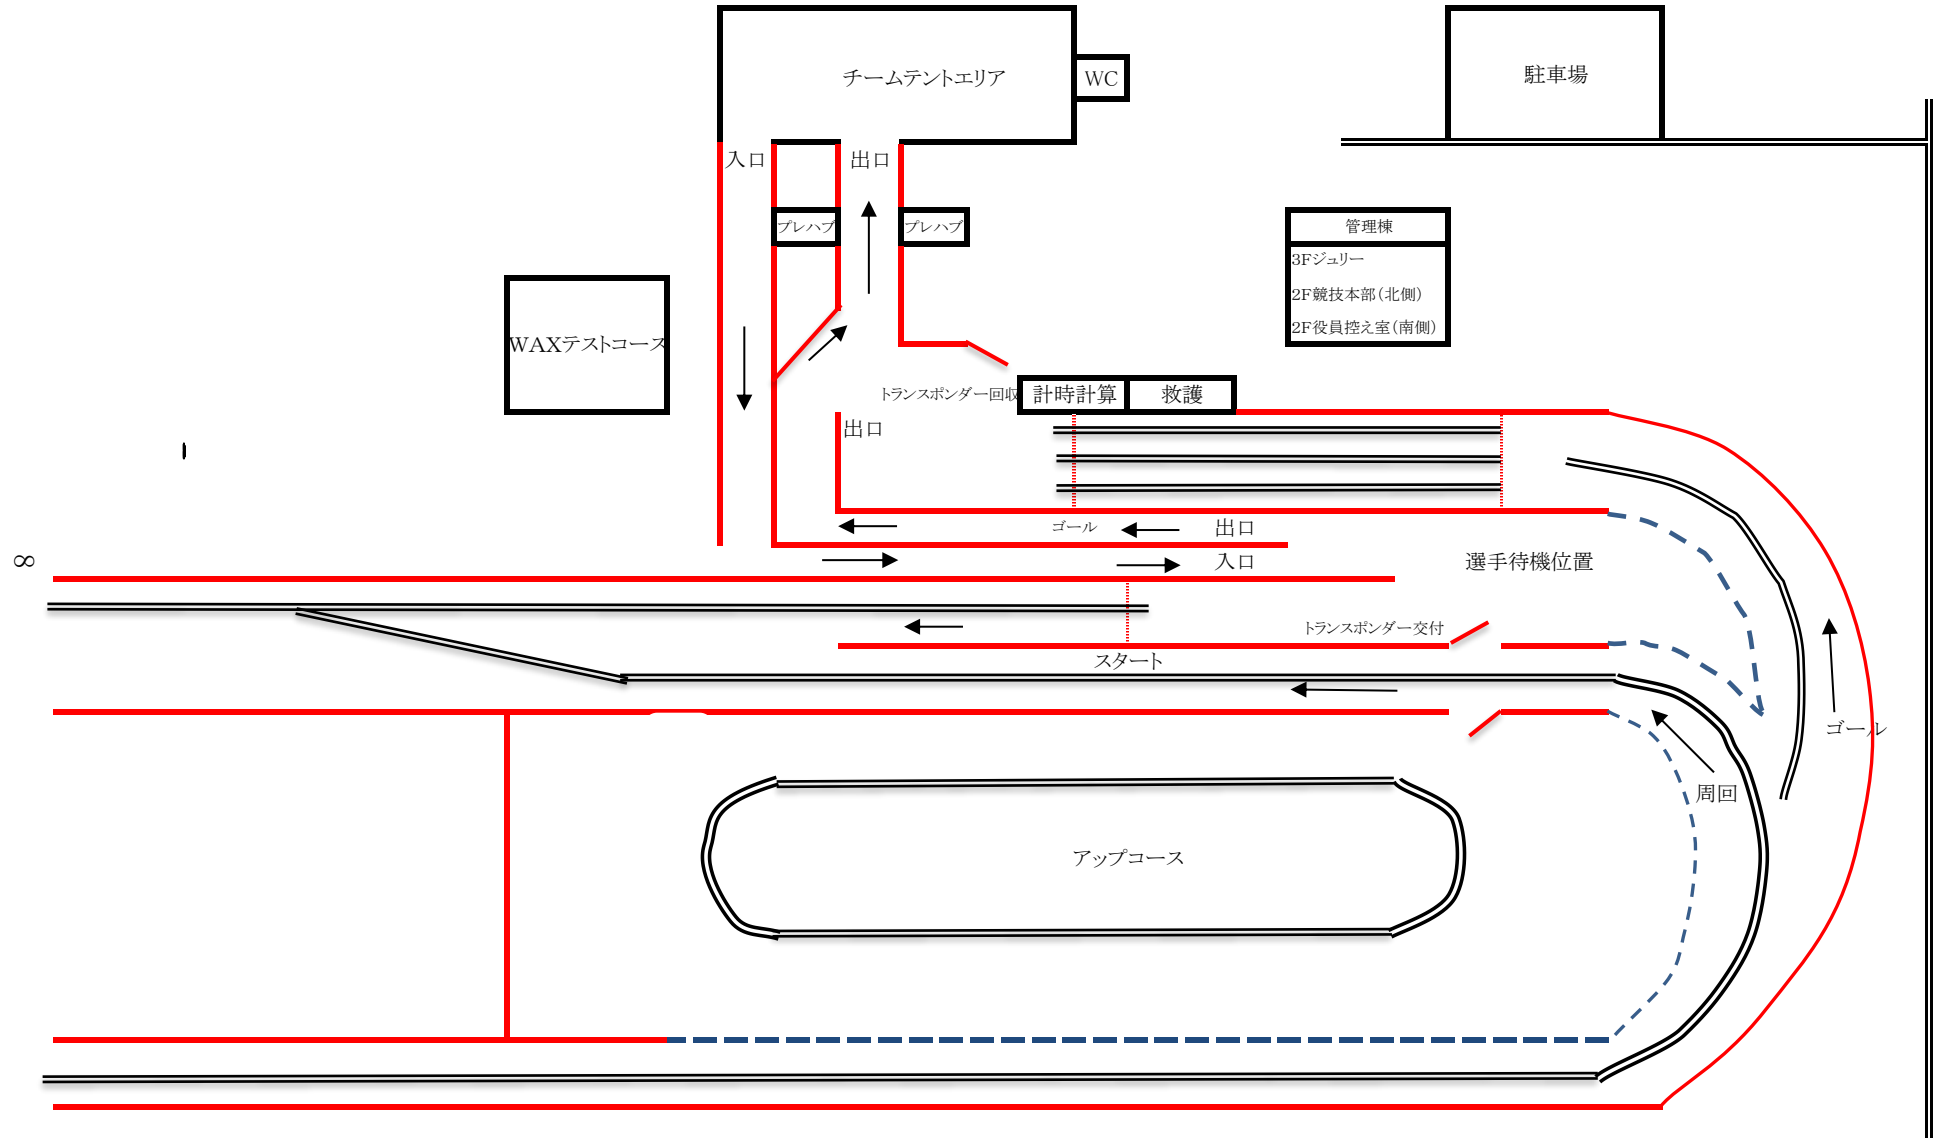 チームテントエリア
WC
駐車場
入口
出口
プレハブ
プレハブ
管理棟
3Fジュリー
2F競技本部（北側）
2F役員控え室（南側）
WAXテストコース
トランスポンダー回収
計時計算
救護
出口
ゴール
出口
∞
入口
選手待機位置
トランスポンダー交付
スタート
ゴール
周回
アップコース